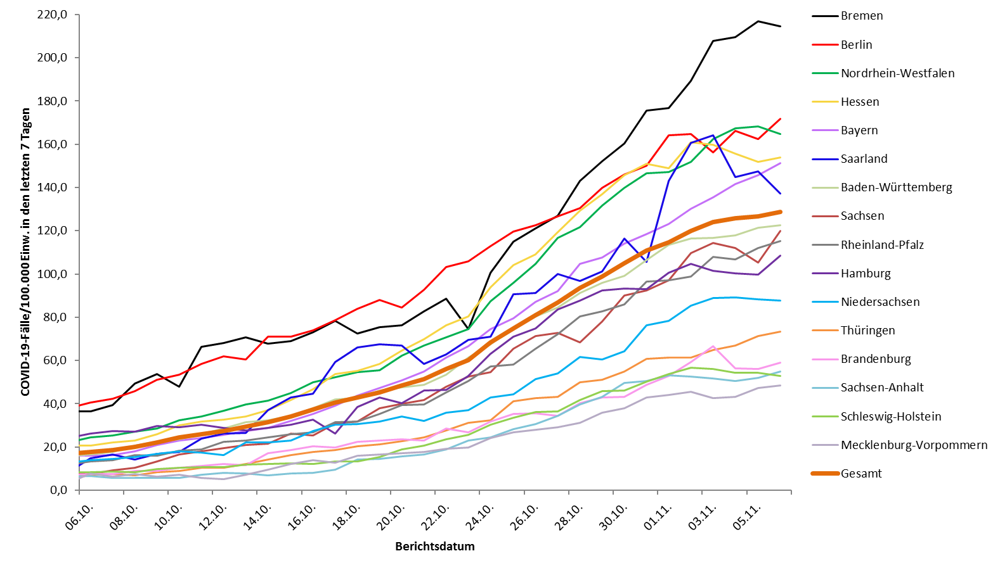 220,0
200,0
180,0
160,0
140,0
120,0
100,0
80,0
60,0
40,0
20,0
0,0
COVID-19-Fälle/100.000Einw. in den letzten 7 Tagen
06.10.
08.10.
10.10.
12.10.
14.10.
16.10.
18.10.
20.10.
22.10.
24.10.
26.10.
28.10.
30.10.
01.11.
03.11.
05.11.
Berichtsdatum
Bremen
Berlin
Nordrhein-Westfalen
Hessen
Bayern
Saarland
Baden-Württemberg
Sachsen
Rheinland-Pfalz
Hamburg
Niedersachsen
Thüringen
Brandenburg
Sachsen-Anhalt
Schleswig-Holstein
Mecklenburg-Vorpommern
Gesamt